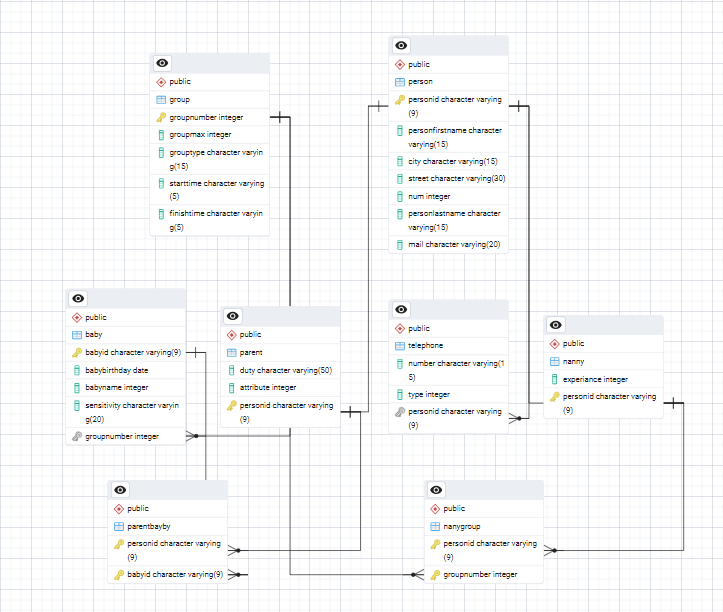 public
group
groupnumber integer
groupmax integer
grouptype character varyin
g(15)
starttime character varying
(5)
finishtime character varyin
g(5)
public
person
personid character varying
(9)
personfirstname character
varying(15)
city character varying(15)
street character varying(30)
num integer
personlastname character
varying(15)
mail character varying(20)
public
baby
babyid character varying(9)
babybirthday date
babyname integer
sensitivity character varyin
g(20)
groupnumber integer
public
parent
duty character varying(50)
attribute integer
personid character varying
(9)
public
telephone
number character varying(1
5)
type integer
personid character varying
(9)
public
nanny
experiance integer
personid character varying
(9)
public
parentbayby
personid character varying
(9)
babyid character varying(9)
public
nanygroup
personid character varying
(9)
groupnumber integer